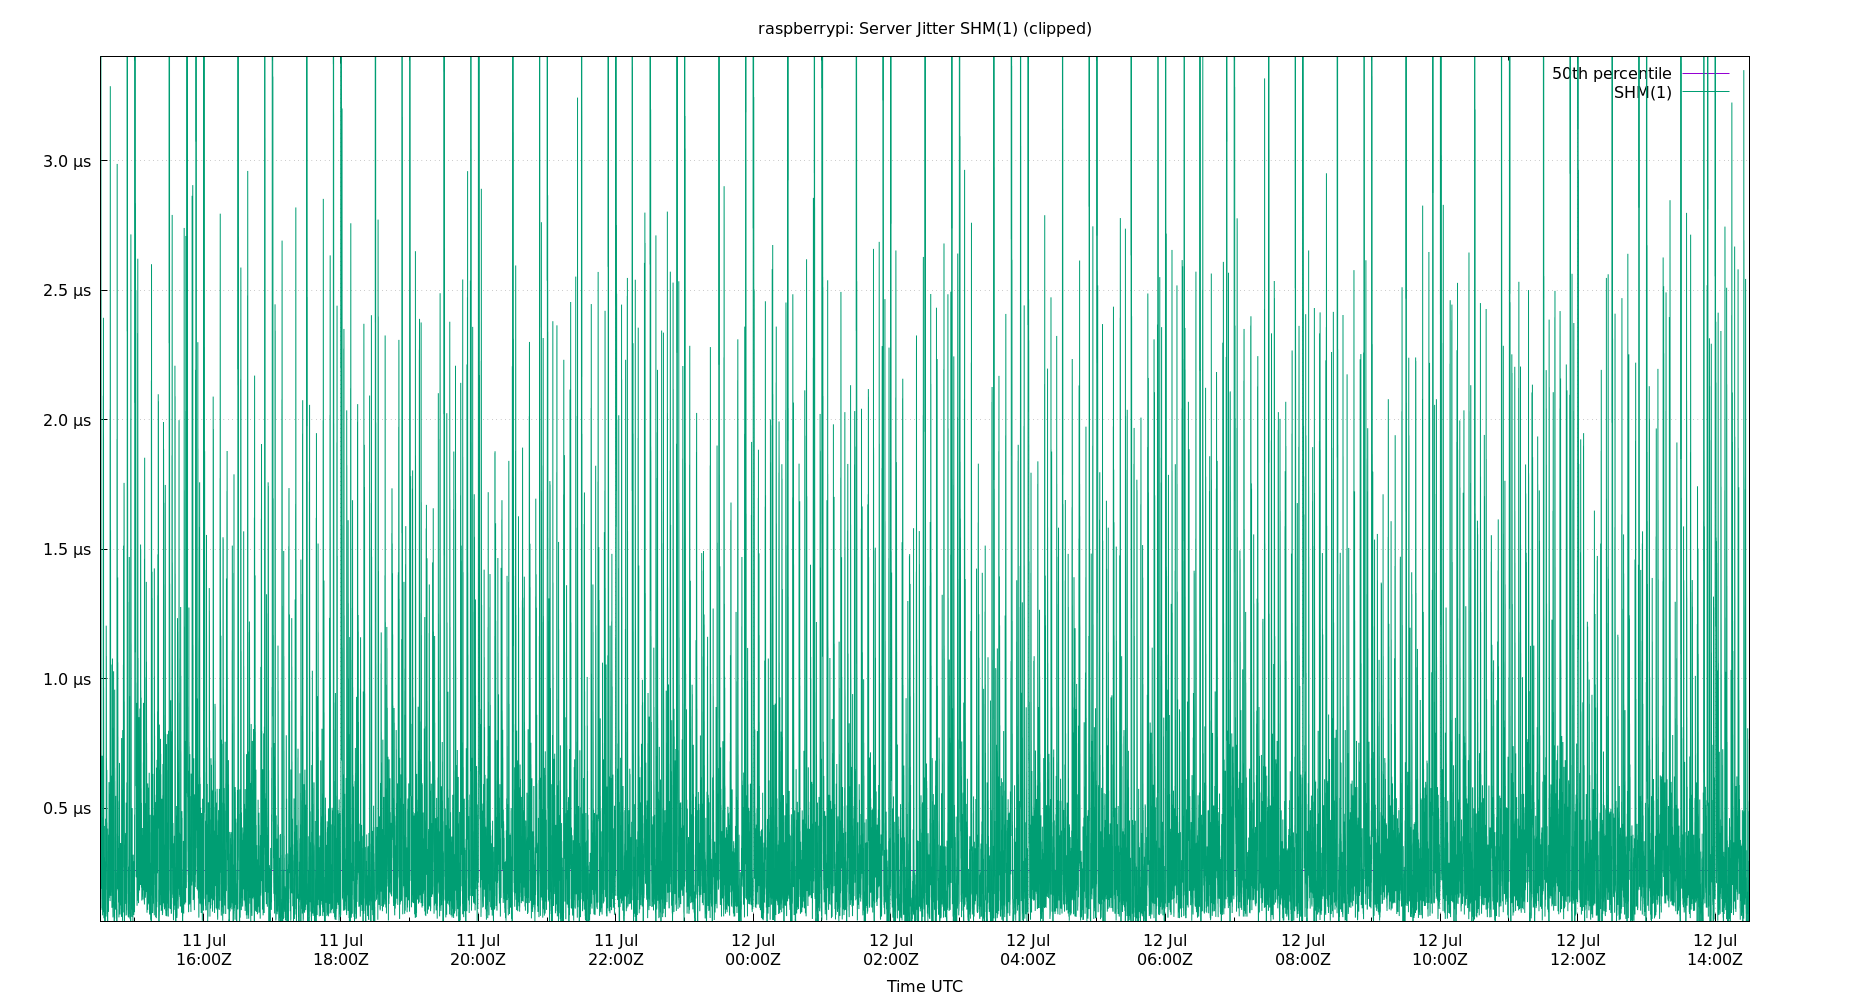 raspberrypi: Server Jitter SHM(1) (clipped)
50th percentile
SHM(1)
3.0 μs
2.5 μs
2.0 μs
1.5 μs
1.0 μs
0.5 μs
11 Jul 11 Jul 11 Jul 11 Jul 12 Jul 12 Jul 12 Jul 12 Jul 12 Jul 12 Jul 12 Jul 12 Jul
16:00Z 18:00Z 20:00Z 22:00Z 00:00Z 02:00Z 04:00Z 06:00Z 08:00Z 10:00Z 12:00Z 14:00Z
Time UTC